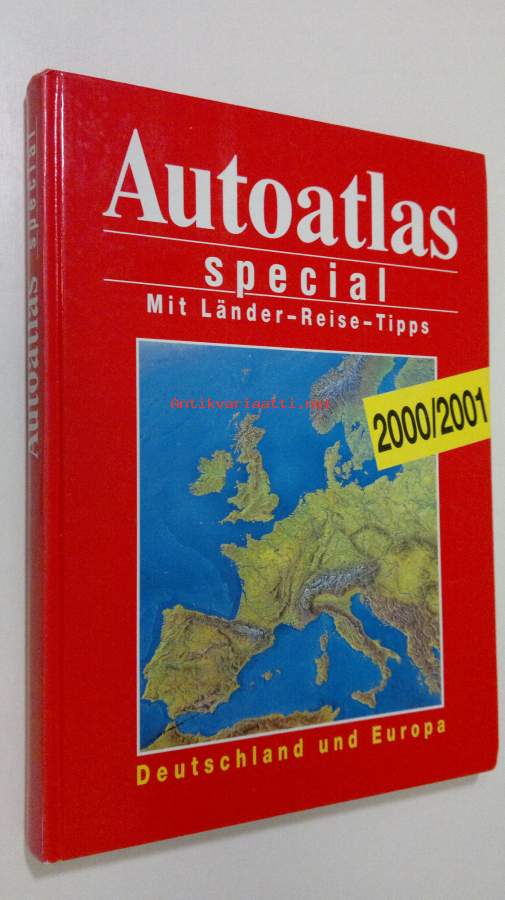 Autoatlas
special
Mit Länder-Reise-Tipps
Antikvariaatti.net
2000/2001
Deutschland und Europa
Autoatlas special